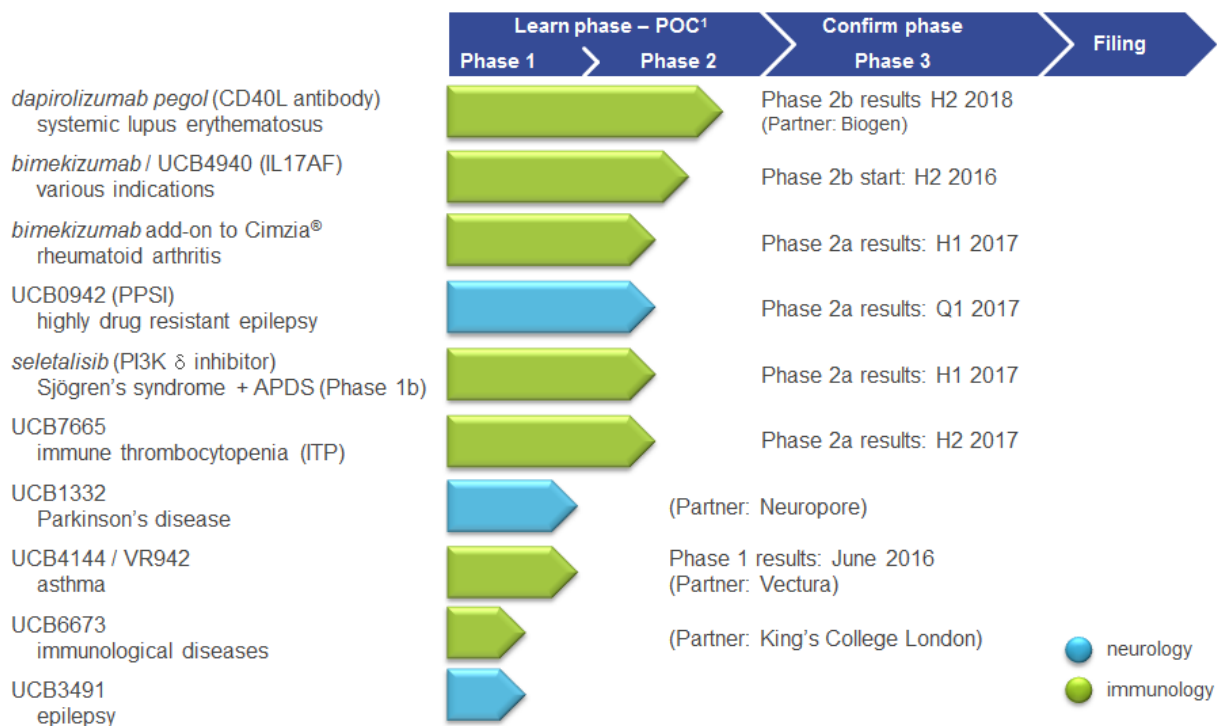 Learn phase – POC¹
Confirm phase
Filing
Phase 1
Phase 2
Phase 3
dapirolizumab pegol (CD40L antibody)
systemic lupus erythematosus
Phase 2b results H2 2018
(Partner: Biogen)
bimekizumab / UCB4940 (IL17AF)
various indications
Phase 2b start: H2 2016
bimekizumab add-on to Cimzia®
rheumatoid arthritis
Phase 2a results: H1 2017
UCB0942 (PPSI)
highly drug resistant epilepsy
Phase 2a results: Q1 2017
seletalisib (PI3K δ inhibitor)
Sjögren’s syndrome + APDS (Phase 1b)
Phase 2a results: H1 2017
UCB7665
immune thrombocytopenia (ITP)
Phase 2a results: H2 2017
UCB1332
Parkinson’s disease
(Partner: Neuropore)
UCB4144 / VR942
asthma
Phase 1 results: June 2016
(Partner: Vectura)
UCB6673
immunological diseases
(Partner: King’s College London)
UCB3491
epilepsy
neurology
immunology